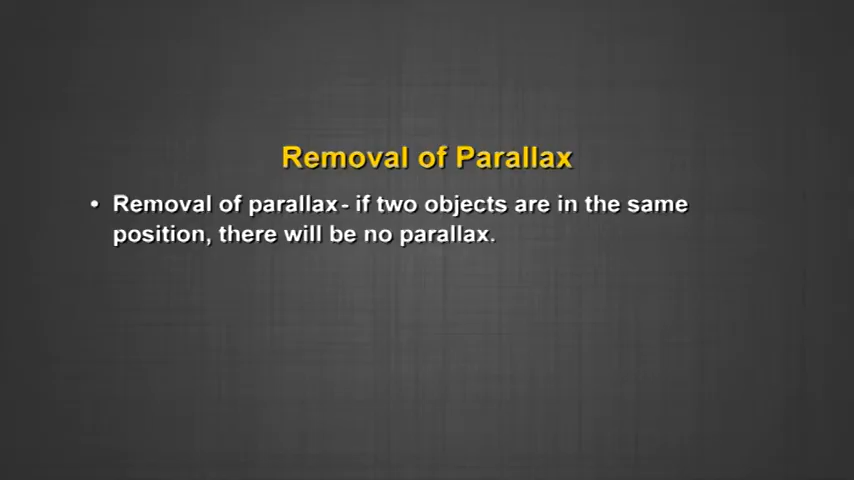 Removal of Parallax
• Removal of parallax - if two objects are in the same
position, there will be no parallax.